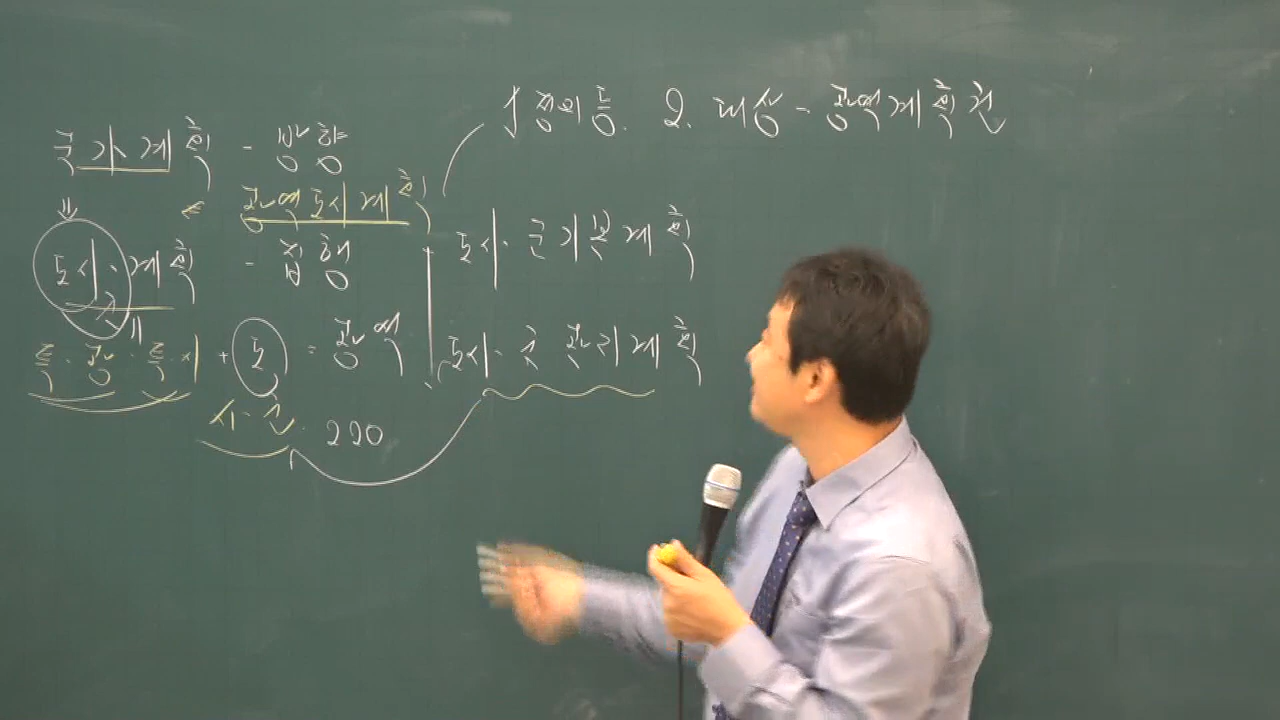 1. 정의 등. 2. 대상 - 광역계획권
국가계획 - 방향
광역도시계획
도시·군기본계획
도시·계획 - 집행
군
특·광·특·시 + 도 = 광역
도시·군관리계획
시·군. 220